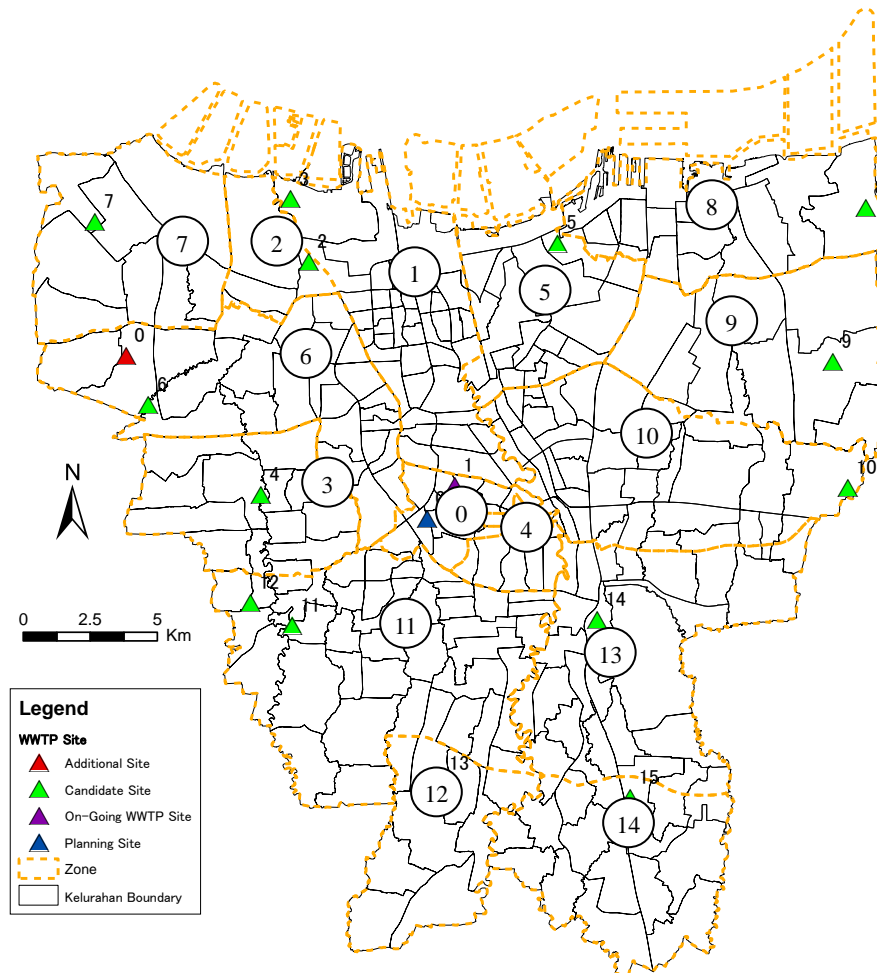 3
7
8
7
2
2
5
1
5
0
9
6
9
6
10
4
3
1
10
N
0
4
12
14
0 2.5 5
Km
11
11
13
Legend
WWTP Site
Additional Site
Candidate Site
On-Going WWTP Site
Planning Site
Zone
Kelurahan Boundary
13
12
15
14